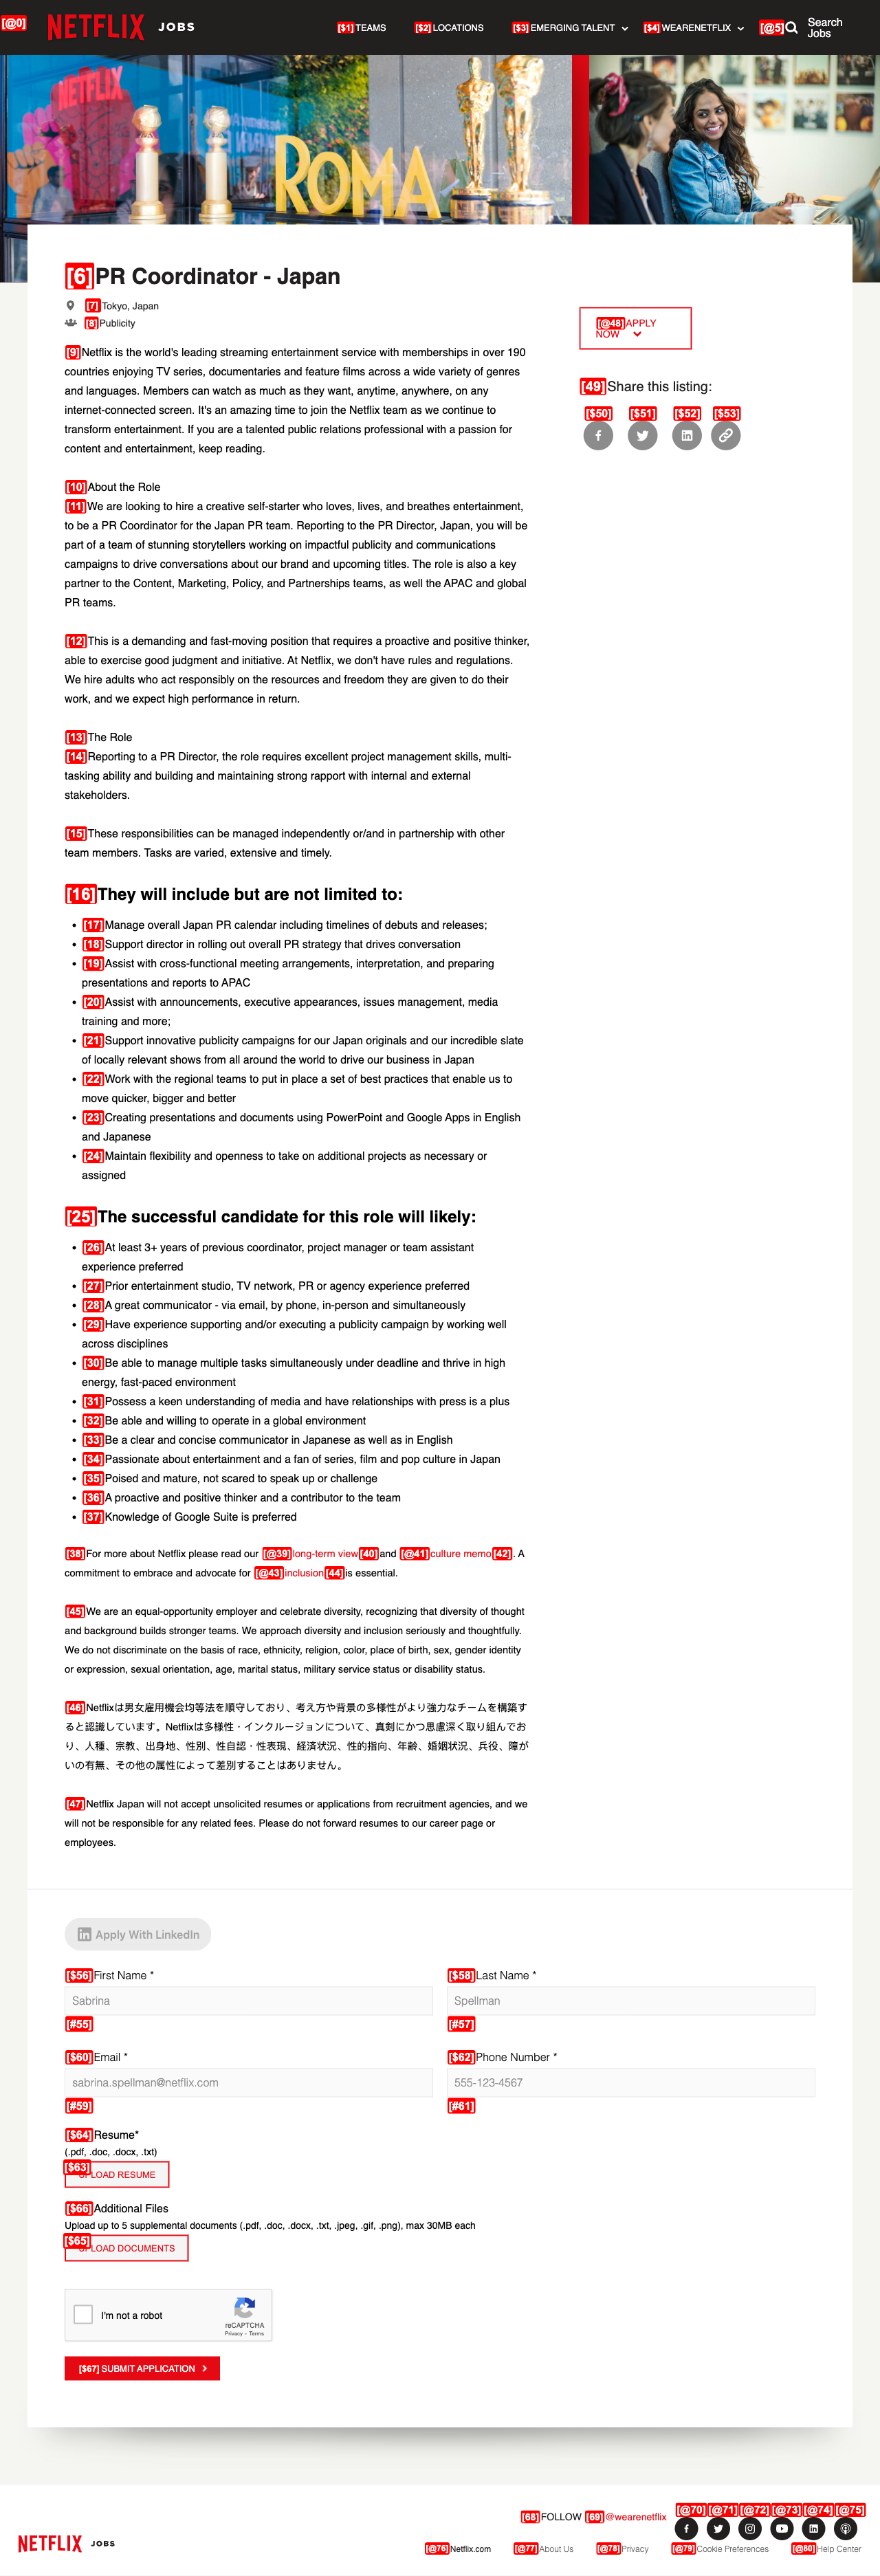 [@0] NETFLIX JOBS [$1] TEAMS [$2] LOCATIONS [$3] EMERGING TALENT [$4] WEARENETFLIX [@5] Search Jobs
NETFLIX
ROMA
[6] PR Coordinator - Japan
[7] Tokyo, Japan
[8] Publicity
[9] Netflix is the world's leading streaming entertainment service with memberships in over 190
countries enjoying TV series, documentaries and feature films across a wide variety of genres
and languages. Members can watch as much as they want, anytime, anywhere, on any
internet-connected screen. It's an amazing time to join the Netflix team as we continue to
transform entertainment. If you are a talented public relations professional with a passion for
content and entertainment, keep reading.
[10] About the Role
[11] We are looking to hire a creative self-starter who loves, lives, and breathes entertainment,
to be a PR Coordinator for the Japan PR team. Reporting to the PR Director, Japan, you will be
part of a team of stunning storytellers working on impactful publicity and communications
campaigns to drive conversations about our brand and upcoming titles. The role is also a key
partner to the Content, Marketing, Policy, and Partnerships teams, as well the APAC and global
PR teams.
[12] This is a demanding and fast-moving position that requires a proactive and positive thinker,
able to exercise good judgment and initiative. At Netflix, we don't have rules and regulations.
We hire adults who act responsibly on the resources and freedom they are given to do their
work, and we expect high performance in return.
[13] The Role
[14] Reporting to a PR Director, the role requires excellent project management skills, multi-
tasking ability and building and maintaining strong rapport with internal and external
stakeholders.
[15] These responsibilities can be managed independently or/and in partnership with other
team members. Tasks are varied, extensive and timely.
[16] They will include but are not limited to:
• [17] Manage overall Japan PR calendar including timelines of debuts and releases;
• [18] Support director in rolling out overall PR strategy that drives conversation
• [19] Assist with cross-functional meeting arrangements, interpretation, and preparing
presentations and reports to APAC
• [20] Assist with announcements, executive appearances, issues management, media
training and more;
• [21] Support innovative publicity campaigns for our Japan originals and our incredible slate
of locally relevant shows from all around the world to drive our business in Japan
• [22] Work with the regional teams to put in place a set of best practices that enable us to
move quicker, bigger and better
• [23] Creating presentations and documents using PowerPoint and Google Apps in English
and Japanese
• [24] Maintain flexibility and openness to take on additional projects as necessary or
assigned
[25] The successful candidate for this role will likely:
• [26] At least 3+ years of previous coordinator, project manager or team assistant
experience preferred
• [27] Prior entertainment studio, TV network, PR or agency experience preferred
• [28] A great communicator - via email, by phone, in-person and simultaneously
• [29] Have experience supporting and/or executing a publicity campaign by working well
across disciplines
• [30] Be able to manage multiple tasks simultaneously under deadline and thrive in high
energy, fast-paced environment
• [31] Possess a keen understanding of media and have relationships with press is a plus
• [32] Be able and willing to operate in a global environment
• [33] Be a clear and concise communicator in Japanese as well as in English
• [34] Passionate about entertainment and a fan of series, film and pop culture in Japan
• [35] Poised and mature, not scared to speak up or challenge
• [36] A proactive and positive thinker and a contributor to the team
• [37] Knowledge of Google Suite is preferred
[38] For more about Netflix please read our [@39] long-term view [40] and [@41] culture memo [42] . A
commitment to embrace and advocate for [@43] inclusion [44] is essential.
[45] We are an equal-opportunity employer and celebrate diversity, recognizing that diversity of thought
and background builds stronger teams. We approach diversity and inclusion seriously and thoughtfully.
We do not discriminate on the basis of race, ethnicity, religion, color, place of birth, sex, gender identity
or expression, sexual orientation, age, marital status, military service status or disability status.
[46] Netflixは男女雇用機会均等法を順守しており、考え方や背景の多様性がより強力なチームを構築す
ると認識しています。Netflixは多様性・インクルージョンについて、真剣にかつ思慮深く取り組んでお
り、人種、宗教、出身地、性別、性自認・性表現、経済状況、性的指向、年齢、婚姻状況、兵役、障が
いの有無、その他の属性によって差別することはありません。
[47] Netflix Japan will not accept unsolicited resumes or applications from recruitment agencies, and we
will not be responsible for any related fees. Please do not forward resumes to our career page or
employees.
[@48] APPLY
NOW
[49] Share this listing:
[$50] [$51] [$52] [$53]
Apply With LinkedIn
[$56] First Name * [$58] Last Name *
Sabrina Spellman
[#55] [#57]
[$60] Email * [$62] Phone Number *
sabrina.spellman@netflix.com 555-123-4567
[#59] [#61]
[$64] Resume*
(.pdf, .doc, .docx, .txt)
[$63] UPLOAD RESUME
[$66] Additional Files
Upload up to 5 supplemental documents (.pdf, .doc, .docx, .txt, .jpeg, .gif, .png), max 30MB each
[$65] UPLOAD DOCUMENTS
I'm not a robot
reCAPTCHA
Privacy - Terms
[$67] SUBMIT APPLICATION
[68] FOLLOW [69] @wearenetflix [@70] [@71] [@72] [@73] [@74] [@75]
NETFLIX JOBS
[@76] Netflix.com [@77] About Us [@78] Privacy [@79] Cookie Preferences [@80] Help Center